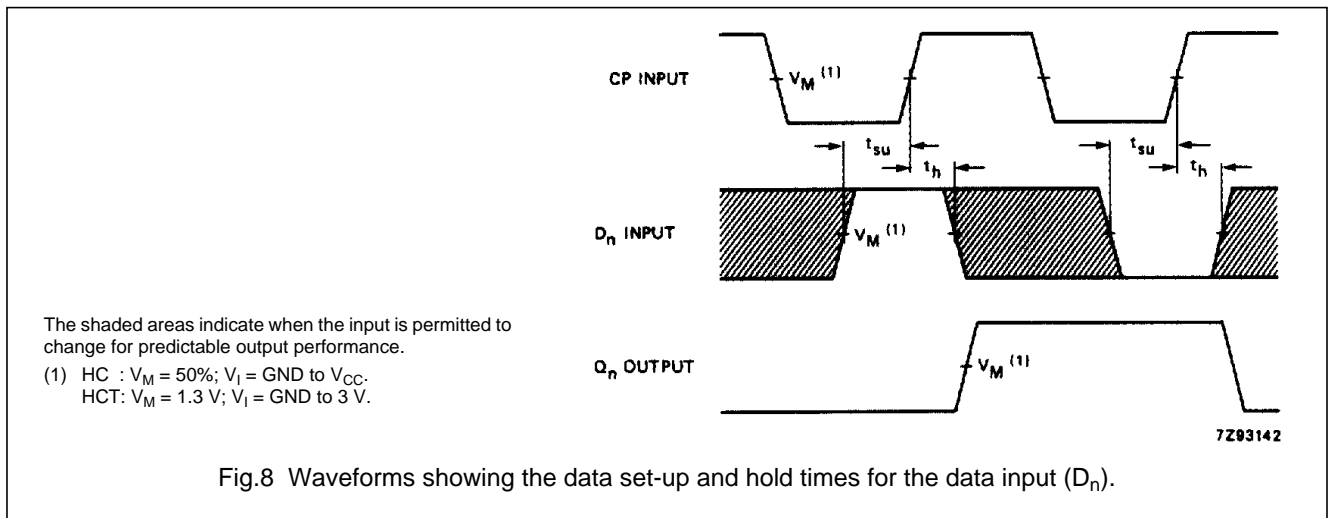 CP INPUT
V_M (1)
t_su
t_h
t_su
t_h
D_n INPUT
V_M (1)
The shaded areas indicate when the input is permitted to
change for predictable output performance.
(1) HC : V_M = 50%; V_I = GND to V_CC.
HCT: V_M = 1.3 V; V_I = GND to 3 V.
Q_n OUTPUT
V_M (1)
7Z93142
Fig.8 Waveforms showing the data set-up and hold times for the data input (D_n).